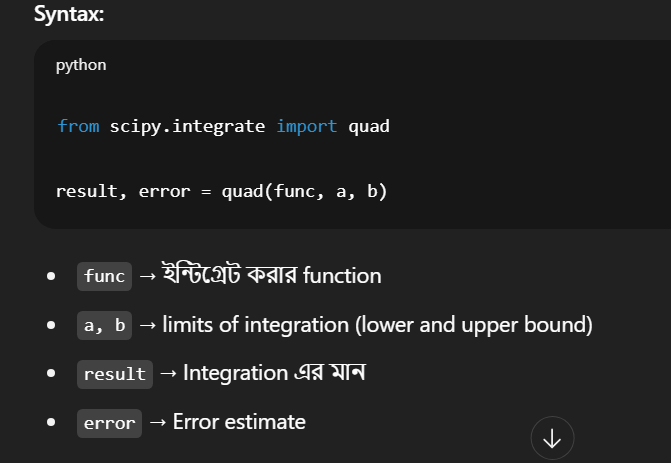 Syntax:
python
from scipy.integrate import quad
result, error = quad(func, a, b)
• func → ইন্টিগ্রেট করার function
• a, b → limits of integration (lower and upper bound)
• result → Integration এর মান
• error → Error estimate